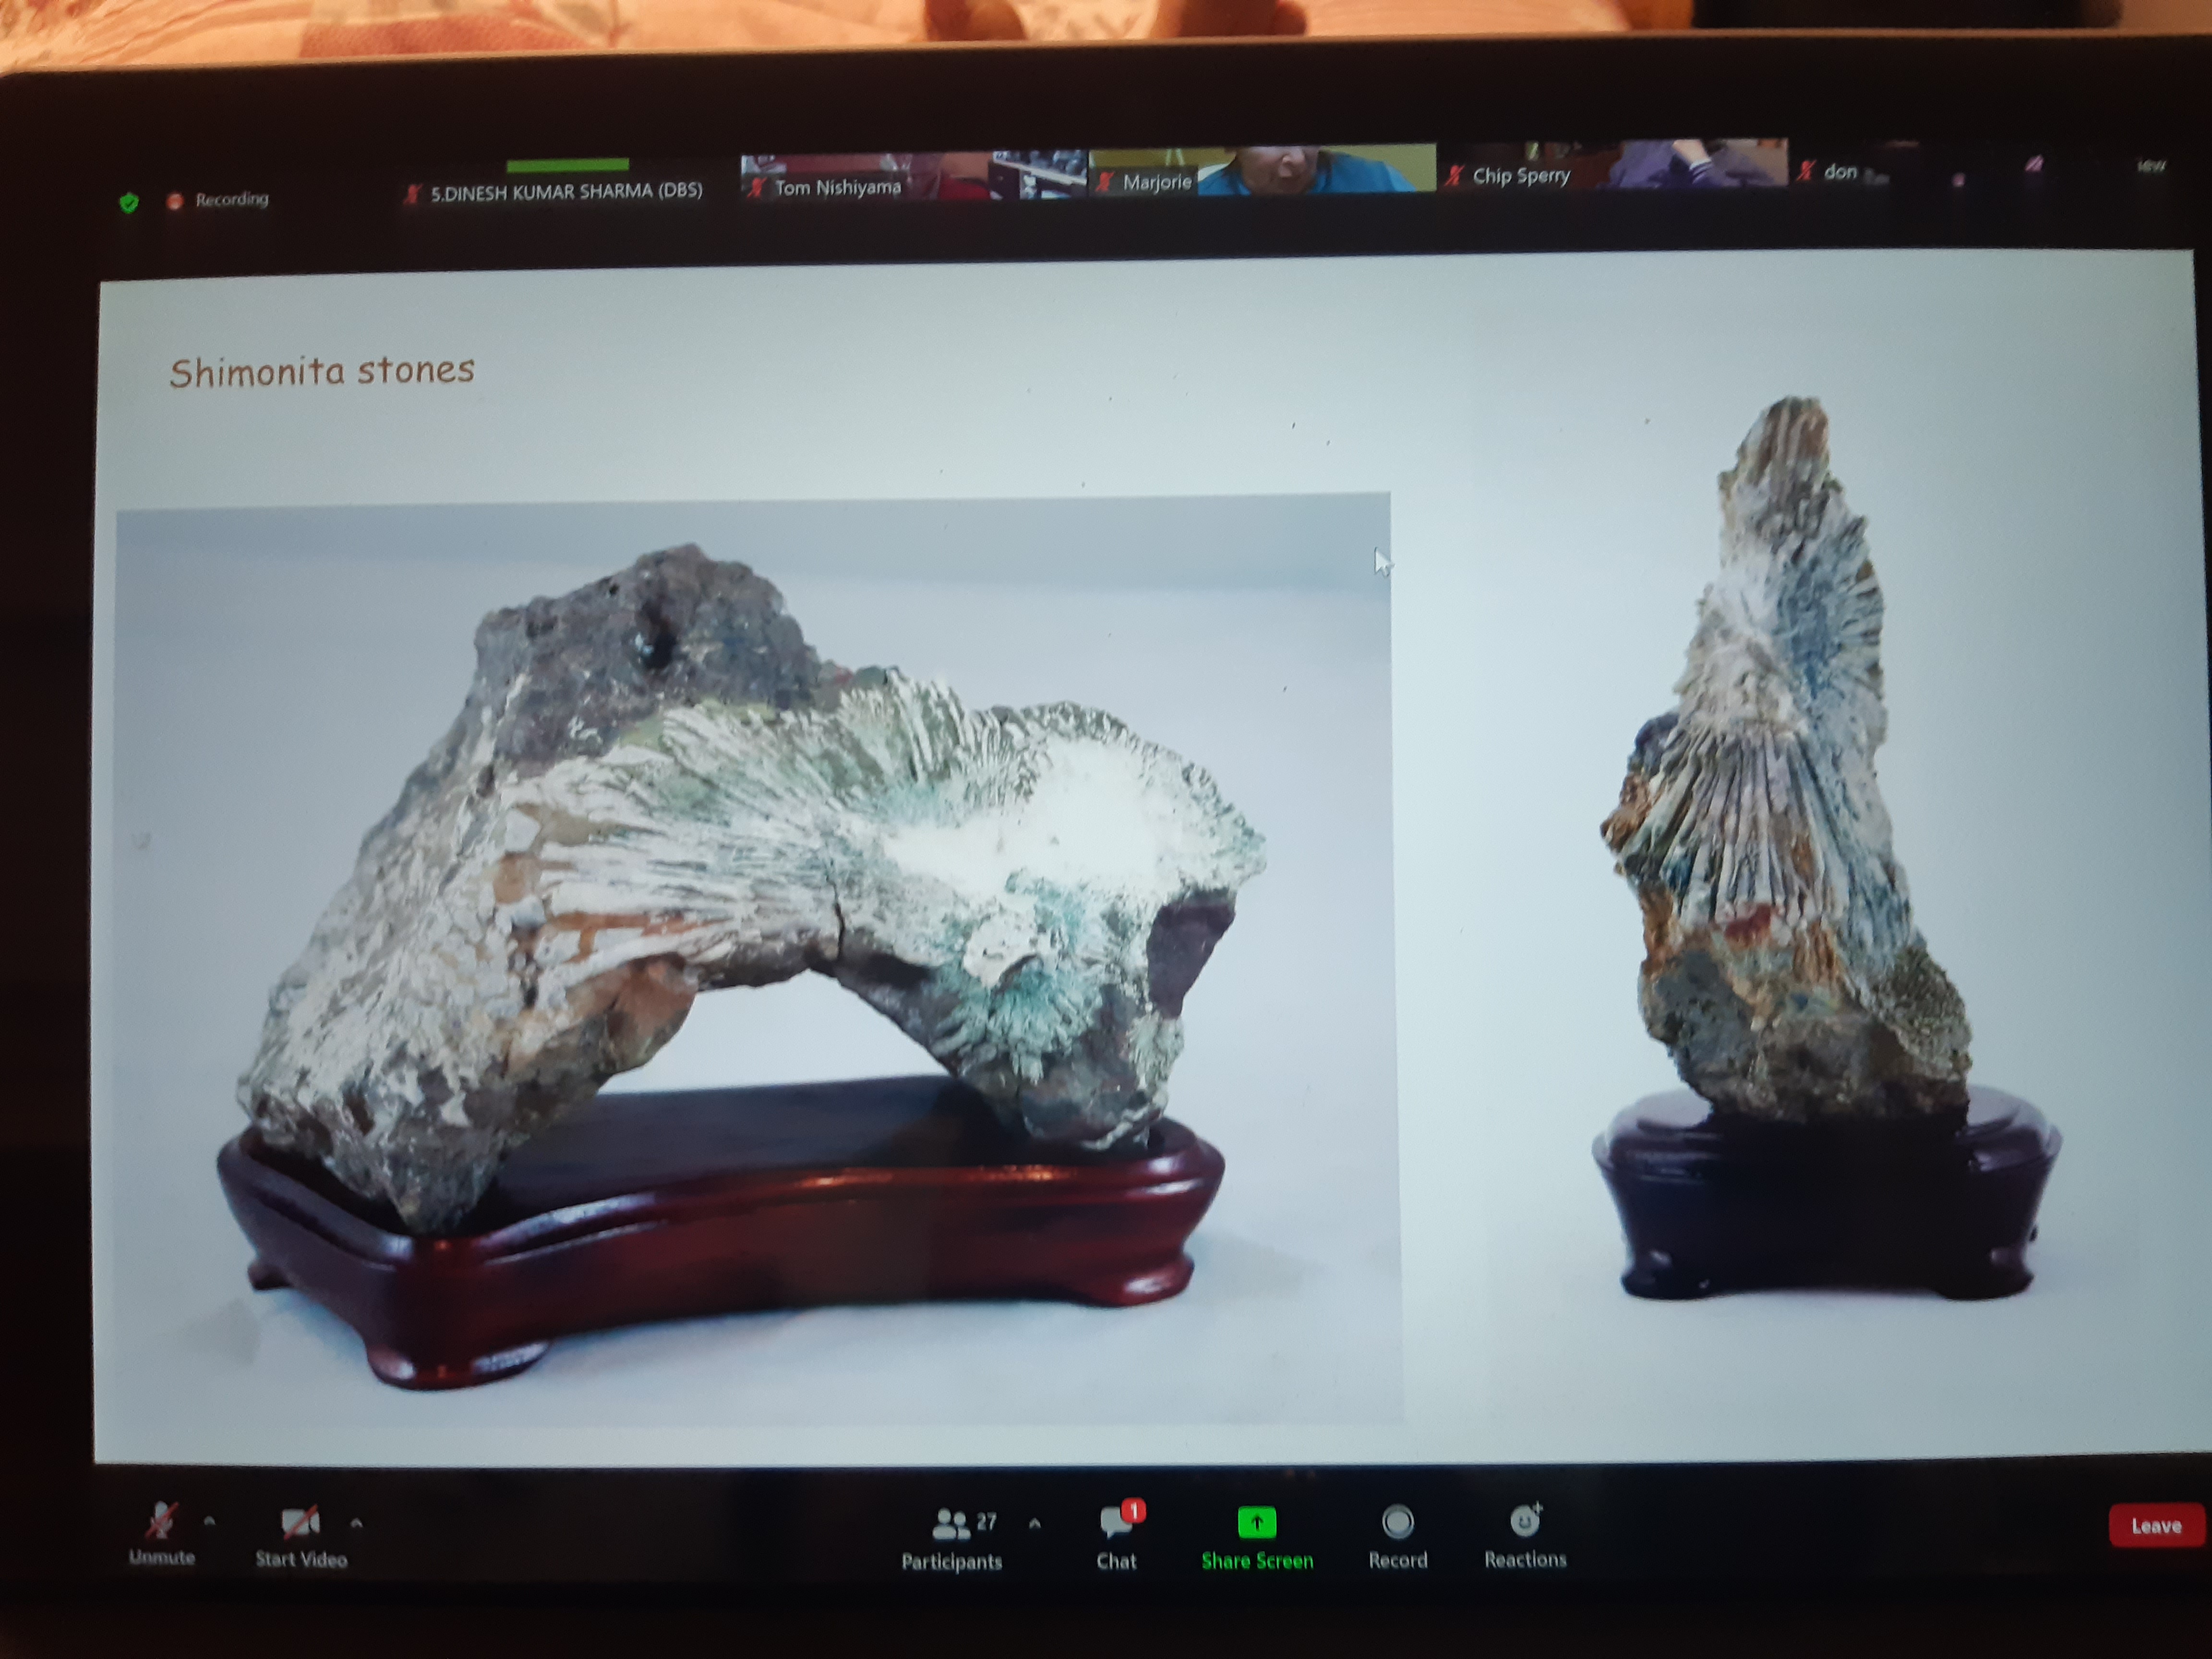 Recording
5.DINESH KUMAR SHARMA (DBS)
Tom Nishiyama
Marjorie
Chip Sperry
don
Shimonita stones
Unmute
Start Video
27
Participants
1
Chat
Share Screen
Record
Reactions
Leave